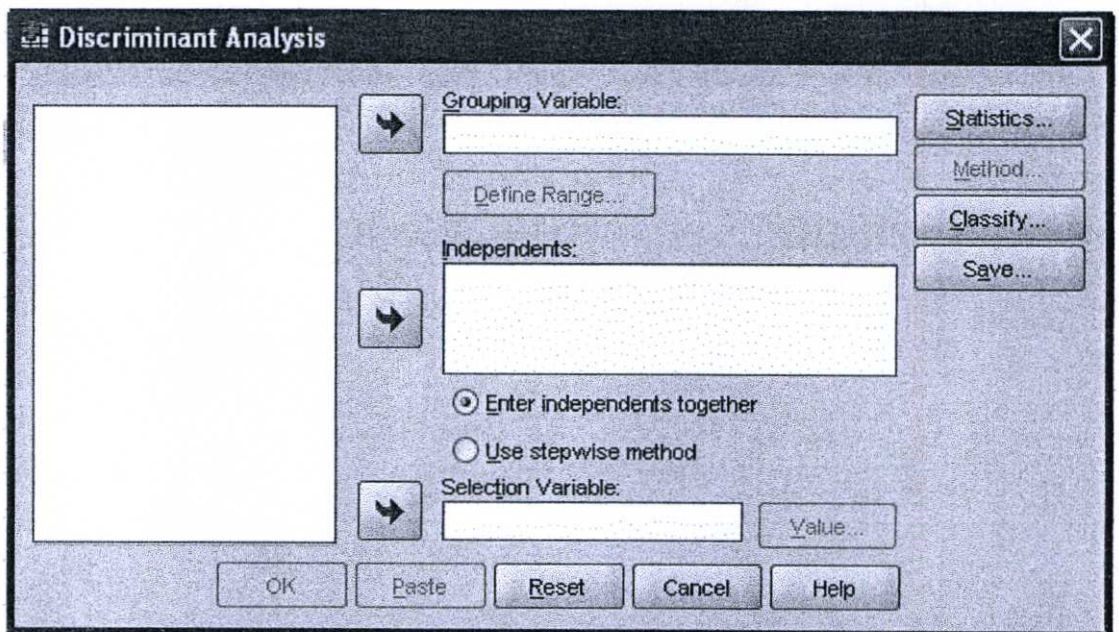 Discriminant Analysis
Grouping Variable:
Statistics...
Define Range...
Method...
Classify...
Independents:
Save...
Enter independents together
Use stepwise method
Selection Variable:
Value...
OK
Paste
Reset
Cancel
Help